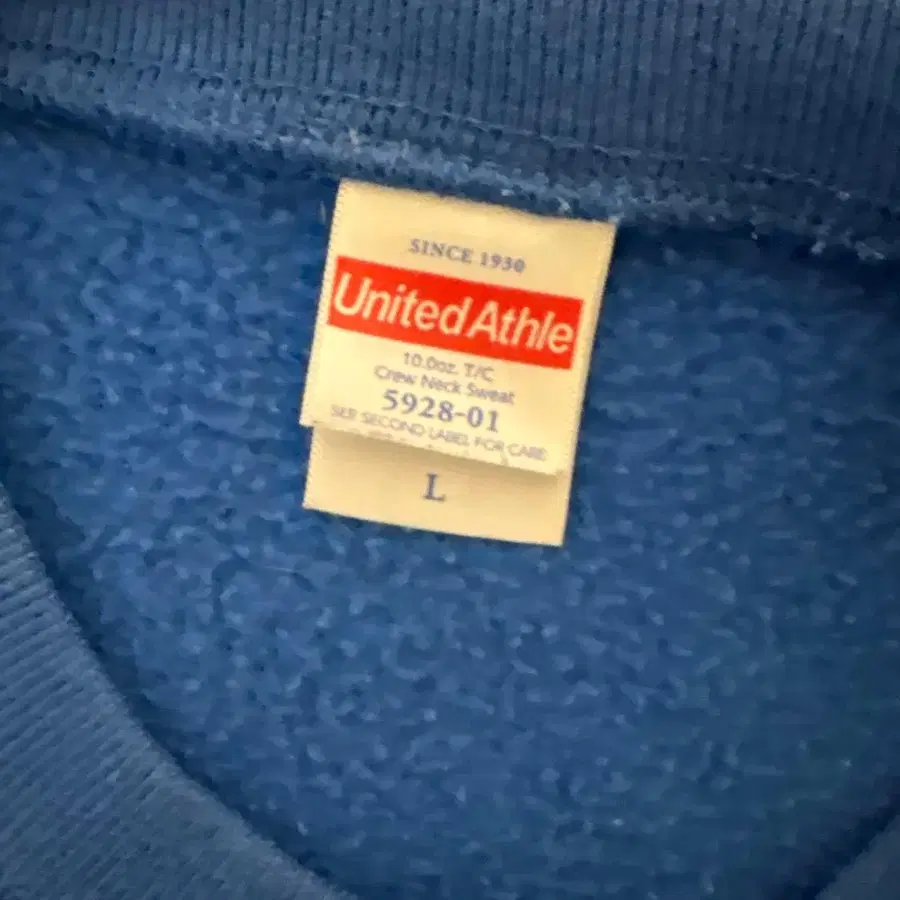 SINCE 1930
United Athle
10.0oz. T/C
Crew Neck Sweat
5928-01
SEE SECOND LABEL FOR CARE
L